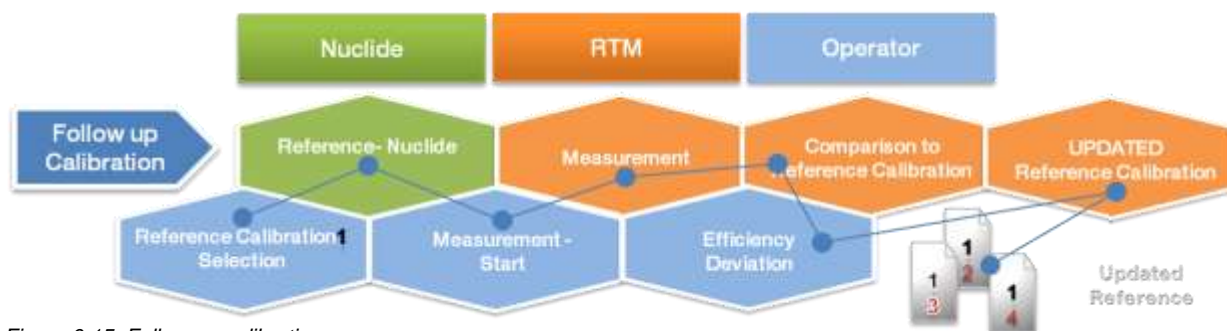 Nuclide
RTM
Operator
Follow up
Calibration
Reference- Nuclide
Measurement
Comparison to
Reference Calibration
UPDATED
Reference Calibration
Reference Calibration 1
Selection
Measurement -
Start
Efficiency
Deviation
1
3
1
2
1
4
Updated
Reference